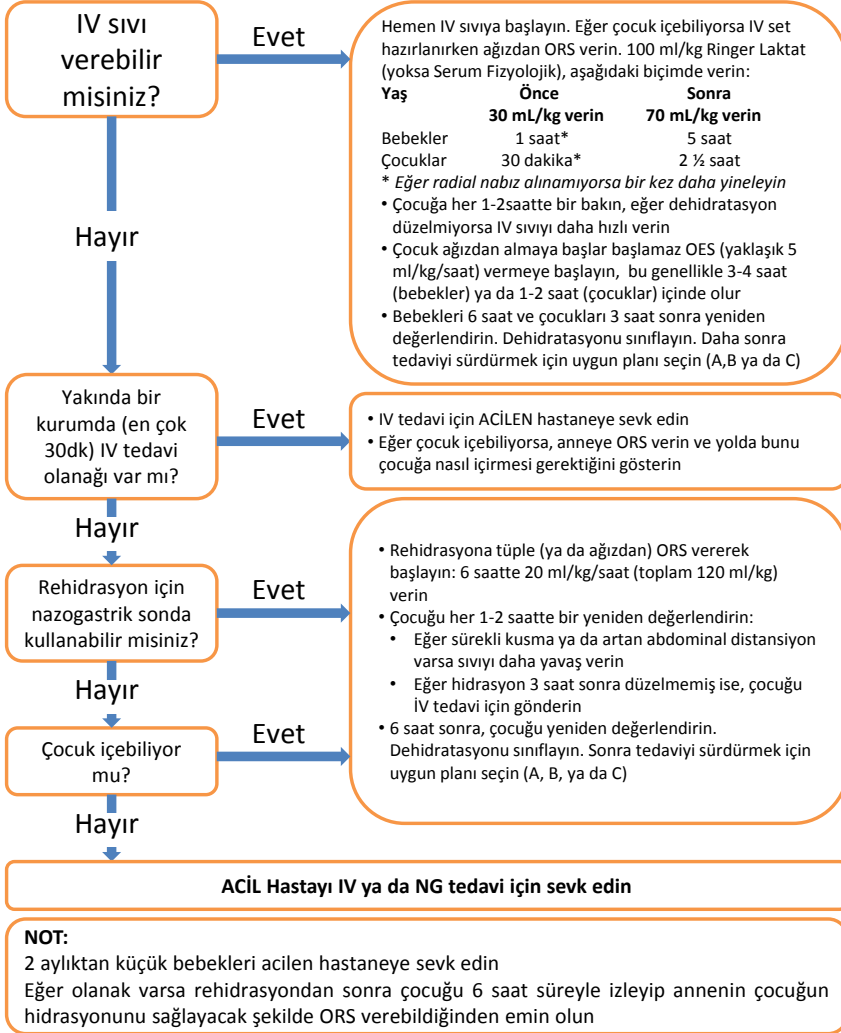 IV sıvı
verebilir
misiniz?
Evet
Hemen IV sıvıya başlayın. Eğer çocuk içebiliyorsa IV set
hazırlanırken ağızdan ORS verin. 100 ml/kg Ringer Laktat
(yoksa Serum Fizyolojik), aşağıdaki biçimde verin:
Yaş Önce Sonra
30 mL/kg verin 70 mL/kg verin
Bebekler 1 saat* 5 saat
Çocuklar 30 dakika* 2 ½ saat
* Eğer radial nabız alınamıyorsa bir kez daha yineleyin
• Çocuğa her 1-2saatte bir bakın, eğer dehidratasyon
düzelmiyorsa IV sıvıyı daha hızlı verin
• Çocuk ağızdan almaya başlar başlamaz OES (yaklaşık 5
ml/kg/saat) vermeye başlayın, bu genellikle 3-4 saat
(bebekler) ya da 1-2 saat (çocuklar) içinde olur
• Bebekleri 6 saat ve çocukları 3 saat sonra yeniden
değerlendirin. Dehidratasyonu sınıflayın. Daha sonra
tedaviyi sürdürmek için uygun planı seçin (A,B ya da C)
Hayır
Yakında bir
kurumda (en çok
30dk) IV tedavi
olanağı var mı?
Evet
• IV tedavi için ACİLEN hastaneye sevk edin
• Eğer çocuk içebiliyorsa, anneye ORS verin ve yolda bunu
çocuğa nasıl içirmesi gerektiğini gösterin
Hayır
Rehidrasyon için
nazogastrik sonda
kullanabilir misiniz?
Evet
• Rehidrasyona tüple (ya da ağızdan) ORS vererek
başlayın: 6 saatte 20 ml/kg/saat (toplam 120 ml/kg)
verin
• Çocuğu her 1-2 saatte bir yeniden değerlendirin:
• Eğer sürekli kusma ya da artan abdominal distansiyon
varsa sıvıyı daha yavaş verin
• Eğer hidrasyon 3 saat sonra düzelmemiş ise, çocuğu
İV tedavi için gönderin
• 6 saat sonra, çocuğu yeniden değerlendirin.
Dehidratasyonu sınıflayın. Sonra tedaviyi sürdürmek için
uygun planı seçin (A, B, ya da C)
Hayır
Çocuk içebiliyor
mu?
Evet
Hayır
ACİL Hastayı IV ya da NG tedavi için sevk edin
NOT:
2 aylıktan küçük bebekleri acilen hastaneye sevk edin
Eğer olanak varsa rehidrasyondan sonra çocuğu 6 saat süreyle izleyip annenin çocuğun
hidrasyonunu sağlayacak şekilde ORS verebildiğinden emin olun